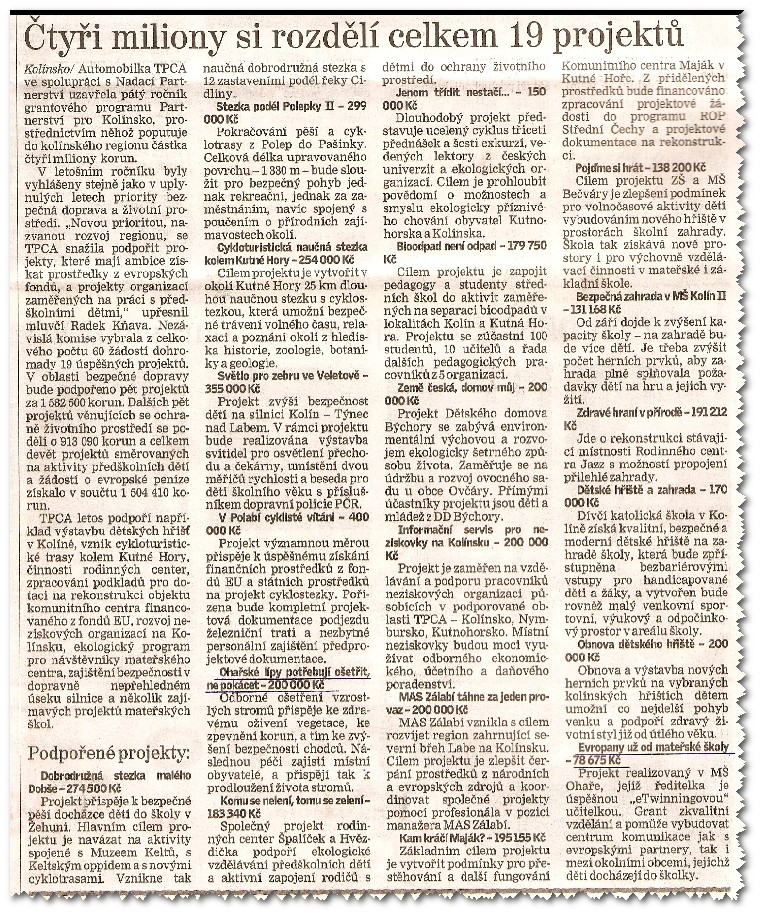 Čtyři miliony si rozdělí celkem 19 projektů
Kolínsko/ Automobilka TPCA
ve spolupráci s Nadací Part-
nerství uzavřela pátý ročník
grantového programu Partner-
ství pro Kolínsko, pro-
střednictvím něhož poputuje
do kolínského regionu částka
čtyři miliony korun.
V letošním ročníku byly
vyhlášeny stejně jako v uply-
nulých letech priority bez-
pečná doprava a životní pro-
středí. „Novou prioritou, na-
zvanou rozvoj regionu, se
TPCA snažila podpořit pro-
jekty, které mají ambice zís-
kat prostředky z evropských
fondů, a projekty organizací
zaměřených na práci s před-
školními dětmi," upřesnil
mluvčí Radek Kňava. Nezá-
vislá komise vybrala z celko-
vého počtu 60 žádostí dohro-
mady 19 úspěšných projektů.
V oblasti bezpečné dopravy
bude podpořeno pět projektů
za 1 582 500 korun. Dalších pět
projektů věnujících se ochra-
ně životního prostředí se po-
dělí o 913 090 korun a celkem
devět projektů směrovaných
na aktivity předškolních dětí
a žádostí o evropské peníze
získalo v součtu 1 504 410 ko-
run.
TPCA letos podpoří napří-
klad výstavbu dětských hřišť
v Kolíně, vznik cykloturistic-
ké trasy kolem Kutné Hory,
činnosti rodinných center,
zpracování podkladů pro do-
taci na rekonstrukci objektu
komunitního centra financo-
vaného z fondů EU, rozvoj ne-
ziskových organizací na Ko-
línsku, ekologický program
pro návštěvníky mateřského
centra, zajištění bezpečnosti v
dopravně nepřehledném
úseku silnice a několik zají-
mavých projektů mateřských
škol.
Podpořené projekty:
Dobrodružná stezka malého
Dobše – 274 500 Kč
Projekt přispěje k bezpečné
pěší docházce dětí do školy v
Žehuni. Hlavním cílem pro-
jektu je navázat na aktivity
spojené s Muzeem Keltů, s
Keltským oppidem a s novými
cyklotrasami. Vznikne tak
naučná dobrodružná stezka s
12 zastaveními podél řeky Ci-
dliny.
Stezka podél Polepky II – 299
000 Kč
Pokračování pěší a cyk-
lotrasy z Polep do Pašinky.
Celková délka upravovaného
povrchu – 1 330 m – bude slou-
žit pro bezpečný pohyb jed-
nak rekreační, jednak za za-
městnáním, navíc spojený s
poučením o přírodních zají-
mavostech okolí.
Cykloturistická naučná stezka
kolem Kutné Hory – 254 000 Kč
Cílem projektu je vytvořit v
okolí Kutné Hory 25 km dlou-
hou naučnou stezku s cyklos-
tezkou, která umožní bezpeč-
né trávení volného času, rela-
xaci a poznání okolí z hledis-
ka historie, zoologie, botani-
ky a geologie.
Světlo pro zebru ve Veletově –
355 000 Kč
Projekt zvýší bezpečnost
dětí na silnici Kolín – Týnec
nad Labem. V rámci projektu
bude realizována výstavba
svítidel pro osvětlení přecho-
du a čekárny, umístění dvou
měřičů rychlosti a beseda pro
děti školního věku s přísluš-
níkem dopravní policie PČR.
V Polabí cyklisté vítáni – 400
000 Kč
Projekt významnou měrou
přispěje k úspěšnému získání
finančních prostředků z fon-
dů EU a státních prostředků
na projekt cyklostezky. Poří-
zena bude kompletní projek-
tová dokumentace podjezdu
železniční trati a nezbytné
personální zajištění předpro-
jektové dokumentace.
Ohařské lípy potřebují ošetřit,
ne pokácet – 200 000 Kč
Odborné ošetření vzrost-
lých stromů přispěje ke zdra-
vému oživení vegetace, ke
zpevnění korun, a tím ke zvý-
šení bezpečnosti chodců. Ná-
slednou péči zajistí místní
obyvatelé, a přispějí tak k
prodloužení života stromů.
Komu se nelení, tomu se zelení –
183 340 Kč
Společný projekt rodin-
ných center Špalíček a Hvěz-
dička podpoří ekologické
vzdělávání předškolních dětí
a aktivní zapojení rodičů s
dětmi do ochrany životního
prostředí.
Jenom třídit nestačí... – 150
000 Kč
Dlouhodobý projekt před-
stavuje ucelený cyklus třiceti
přednášek a šesti exkurzí, ve-
dených lektory z českých
univerzit a ekologických or-
ganizací. Cílem je prohloubit
povědomí o možnostech a
smyslu ekologicky příznivé-
ho chování obyvatel Kutno-
horska a Kolínska.
Bioodpad není odpad – 179 750
Kč
Cílem projektu je zapojit
pedagogy a studenty střed-
ních škol do aktivit zaměře-
ných na separaci bioodpadů v
lokalitách Kolín a Kutná Ho-
ra. Projektu se zúčastní 100
studentů, 10 učitelů a řada
dalších pedagogických pra-
covníků z 5 organizací.
Země česká, domov můj – 200
000 Kč
Projekt Dětského domova
Býchory se zabývá environ-
mentální výchovou a rozvo-
jem ekologicky šetrného způ-
sobu života. Zaměřuje se na
údržbu a rozvoj ovocného sa-
du u obce Ovčáry. Přímými
účastníky projektu jsou děti a
mládež z DD Býchory.
Informační servis pro ne-
ziskovky na Kolínsku – 200 000
Kč
Projekt je zaměřen na vzdě-
lávání a podporu pracovníků
neziskových organizací pů-
sobících v podporované ob-
lasti TPCA – Kolínsko, Nym-
bursko, Kutnohorsko. Místní
neziskovky budou moci vyu-
žívat odborného ekonomic-
kého, účetního a daňového
poradenství.
MAS Zálabí táhne za jeden pro-
vaz – 200 000 Kč
MAS Zálabí vznikla s cílem
rozvíjet region zahrnující se-
verní břeh Labe na Kolínsku.
Cílem projektu je zlepšit čer-
pání prostředků z národních
a evropských zdrojů a koor-
dinovat společné projekty
pomocí profesionála v pozici
manažera MAS Zálabí.
Kam kráčí Maják? – 195 155 Kč
Základním cílem projektu
je vytvořit podmínky pro pře-
stěhování a další fungování
Komunitního centra Maják v
Kutné Hoře. Z přidělených
prostředků bude financováno
zpracování projektové žá-
dosti do programu ROP
Střední Čechy a projektové
dokumentace na rekonstruk-
ci.
Pojďme si hrát – 138 200 Kč
Cílem projektu ZŠ a MŠ
Bečváry je zlepšení podmínek
pro volnočasové aktivity dětí
vybudováním nového hřiště v
prostorách školní zahrady.
Škola tak získává nové pro-
story i pro výchovně vzdělá-
vací činnosti v mateřské i zá-
kladní škole.
Bezpečná zahrada v MŠ Kolín II
– 131 168 Kč
Od září dojde k zvýšení ka-
pacity školy – na zahradě bu-
de více dětí. Je třeba zvýšit
počet herních prvků, aby za-
hrada plně splňovala poža-
davky dětí na hru a jejich vy-
žití.
Zdravé hraní v přírodě – 191 212
Kč
Jde o rekonstrukci stávají-
cí místnosti Rodinného cent-
ra Jazz s možností propojení
přilehlé zahrady.
Dětské hřiště a zahrada – 170
000 Kč
Dívčí katolická škola v Ko-
líně získá kvalitní, bezpečné a
moderní dětské hřiště na za-
hradě školy, která bude zpří-
stupněna bezbariérovými
vstupy pro handicapované
děti a žáky, a vytvořen bude
rovněž malý venkovní spor-
tovní, výukový a odpočinko-
vý prostor v areálu školy.
Obnova dětského hřiště – 200
000 Kč
Obnova a výstavba nových
herních prvků na vybraných
kolínských hřištích dětem
umožní co nejdelší pohyb
venku a podpoří zdravý ži-
votní styl již od útlého věku.
Evropany už od mateřské školy
– 78 675 Kč
Projekt realizovaný v MŠ
Ohaře, jejíž ředitelka je
úspěšnou „eTwinningovou"
učitelkou. Grant zkvalitní
vzdělání a pomůže vybudovat
centrum komunikace jak s
evropskými partnery, tak i
mezi okolními obcemi, jejichž
děti docházejí do školky.